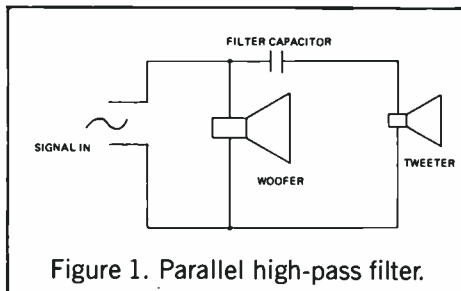 FILTER CAPACITOR
SIGNAL IN
WOOFER
TWEETER
Figure 1. Parallel high-pass filter.